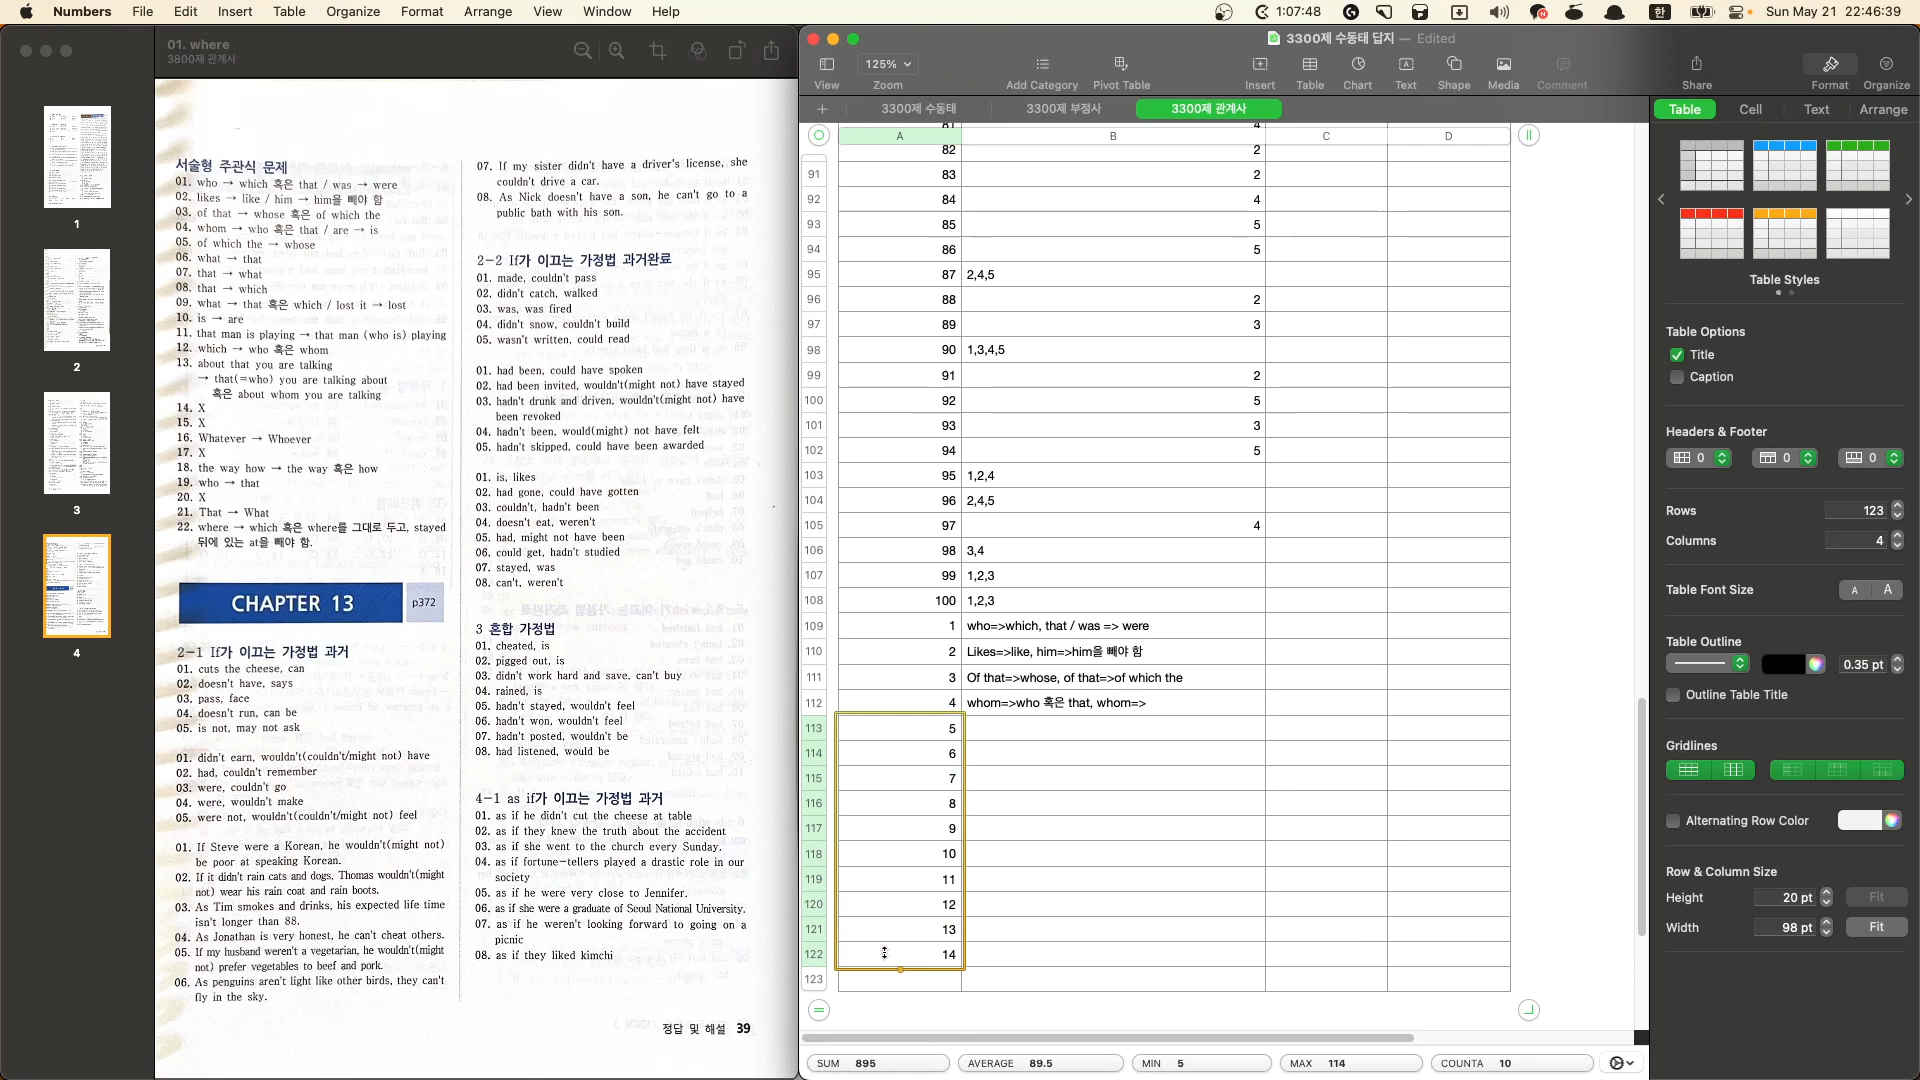 Numbers File Edit Insert Table Organize Format Arrange View Window Help 1:07:48 한 Sun May 21 22:46:39
01. where
3800제 관계사
1
2
3
4
서술형 주관식 문제
01. who → which 혹은 that / was → were
02. likes → like / him → him을 빼야 함
03. of that → whose 혹은 of which the
04. whom → who 혹은 that / are → is
05. of which the → whose
06. what → that
07. that → what
08. that → which
09. what → that 혹은 which / lost it → lost
10. is → are
11. that man is playing → that man (who is) playing
12. which → who 혹은 whom
13. about that you are talking
→ that(=who) you are talking about
혹은 about whom you are talking
14. X
15. X
16. Whatever → Whoever
17. X
18. the way how → the way 혹은 how
19. who → that
20. X
21. That → What
22. where → which 혹은 where를 그대로 두고, stayed
뒤에 있는 at을 빼야 함.
CHAPTER 13 p372
2-1 If가 이끄는 가정법 과거
01. cuts the cheese, can
02. doesn't have, says
03. pass, face
04. doesn't run, can be
05. is not, may not ask
01. didn't earn, wouldn't(couldn't/might not) have
02. had, couldn't remember
03. were, couldn't go
04. were, wouldn't make
05. were not, wouldn't(couldn't/might not) feel
01. If Steve were a Korean, he wouldn't(might not)
be poor at speaking Korean.
02. If it didn't rain cats and dogs, Thomas wouldn't(might
not) wear his rain coat and rain boots.
03. As Tim smokes and drinks, his expected life time
isn't longer than 88.
04. As Jonathan is very honest, he can't cheat others.
05. If my husband weren't a vegetarian, he wouldn't(might
not) prefer vegetables to beef and pork.
06. As penguins aren't light like other birds, they can't
fly in the sky.
07. If my sister didn't have a driver's license, she
couldn't drive a car.
08. As Nick doesn't have a son, he can't go to a
public bath with his son.
2-2 If가 이끄는 가정법 과거완료
01. made, couldn't pass
02. didn't catch, walked
03. was, was fired
04. didn't snow, couldn't build
05. wasn't written, could read
01. had been, could have spoken
02. had been invited, wouldn't(might not) have stayed
03. hadn't drunk and driven, wouldn't(might not) have
been revoked
04. hadn't been, would(might) not have felt
05. hadn't skipped, could have been awarded
01. is, likes
02. had gone, could have gotten
03. couldn't, hadn't been
04. doesn't eat, weren't
05. had, might not have been
06. could get, hadn't studied
07. stayed, was
08. can't, weren't
3 혼합 가정법
01. cheated, is
02. pigged out, is
03. didn't work hard and save, can't buy
04. rained, is
05. hadn't stayed, wouldn't feel
06. hadn't won, wouldn't feel
07. hadn't posted, wouldn't be
08. had listened, would be
4-1 as if가 이끄는 가정법 과거
01. as if he didn't cut the cheese at table
02. as if they knew the truth about the accident
03. as if she went to the church every Sunday.
04. as if fortune-tellers played a drastic role in our
society
05. as if he were very close to Jennifer.
06. as if she were a graduate of Seoul National University.
07. as if he weren't looking forward to going on a
picnic
08. as if they liked kimchi
정답 및 해설 39
3300제 수동태 답지 — Edited
125%
View Zoom Add Category Pivot Table Insert Table Chart Text Shape Media Comment Share Format Organize
3300제 수동태 3300제 부정사 3300제 관계사
A B C D
81 4
82 2
91 83 2
92 84 4
93 85 5
94 86 5
95 87 2,4,5
96 88 2
97 89 3
98 90 1,3,4,5
99 91 2
100 92 5
101 93 3
102 94 5
103 95 1,2,4
104 96 2,4,5
105 97 4
106 98 3,4
107 99 1,2,3
108 100 1,2,3
109 1 who=>which, that / was => were
110 2 Likes=>like, him=>him을 빼야 함
111 3 Of that=>whose, of that=>of which the
112 4 whom=>who 혹은 that, whom=>
113 5
114 6
115 7
116 8
117 9
118 10
119 11
120 12
121 13
122 14
123
SUM 895 AVERAGE 89.5 MIN 5 MAX 114 COUNTA 10
Table Cell Text Arrange
Table Styles
Table Options
Title
Caption
Headers & Footer
0 0 0
Rows 123
Columns 4
Table Font Size A A
Table Outline
0.35 pt
Outline Table Title
Gridlines
Alternating Row Color
Row & Column Size
Height 20 pt Fit
Width 98 pt Fit